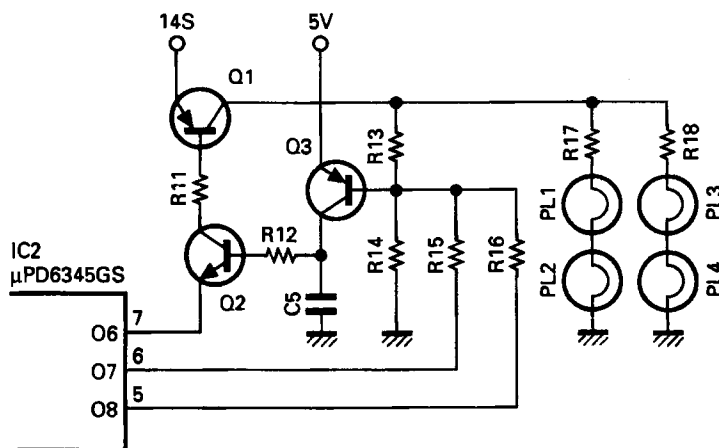 14S
5V
Q1
Q3
R13
R17
R18
R11
PL1
PL3
R12
R14
R15
R16
IC2
μPD6345GS
Q2
C5
PL2
PL4
O6
7
O7
6
O8
5